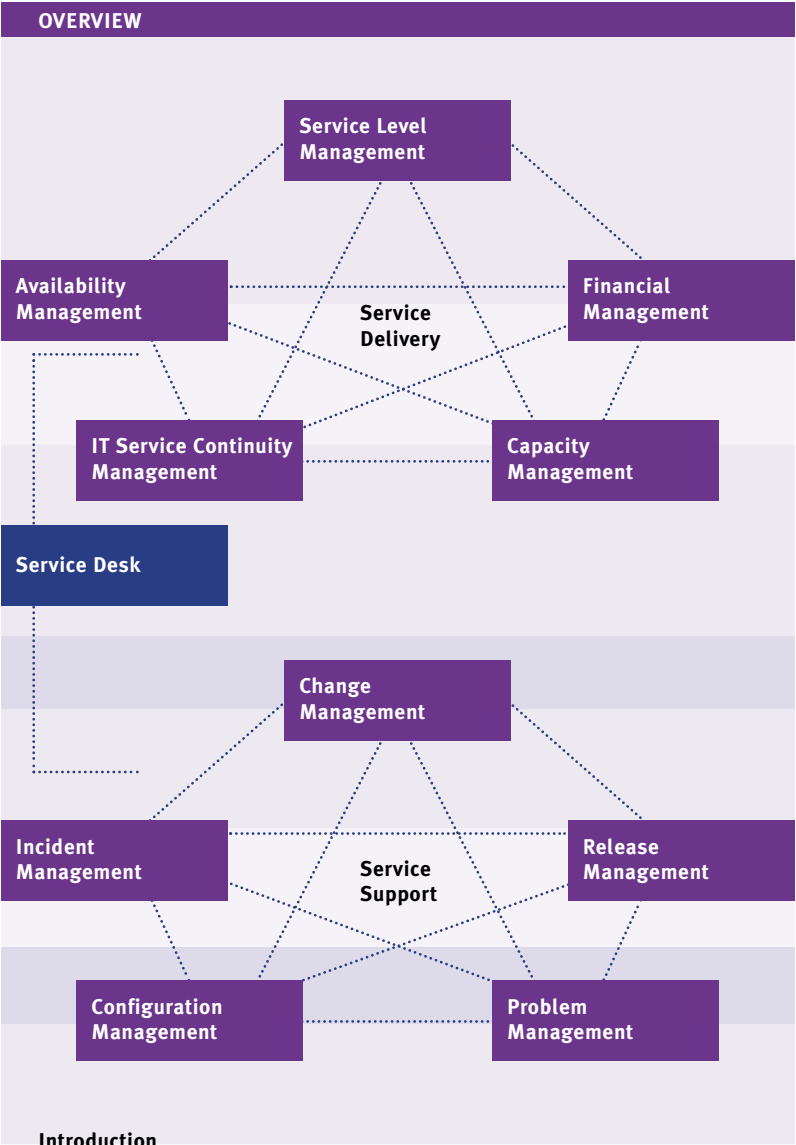 OVERVIEW
Service Level
Management
Availability
Management
Financial
Management
Service
Delivery
IT Service Continuity
Management
Capacity
Management
Service Desk
Change
Management
Incident
Management
Release
Management
Service
Support
Configuration
Management
Problem
Management
Introduction